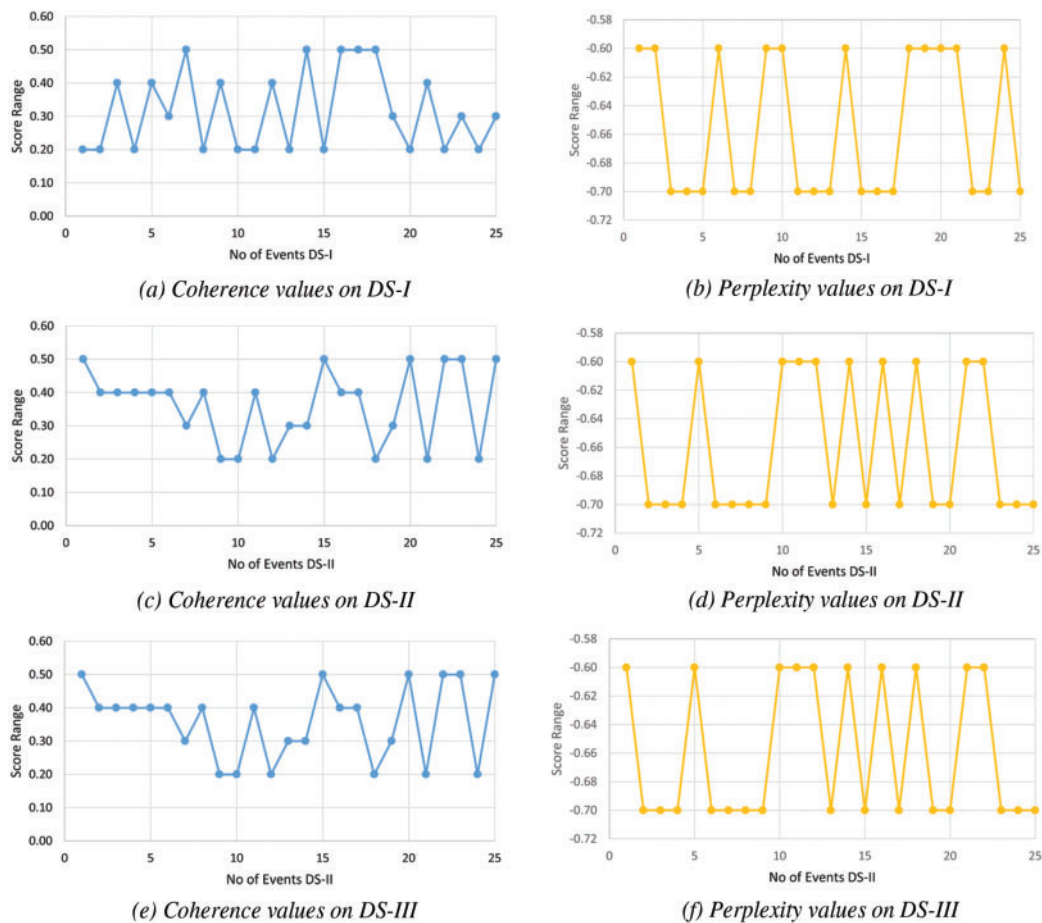 0.60
0.50
0.40
0.30
0.20
0.10
0.00
Score Range
0 5 10 15 20 25
No of Events DS-I
(a) Coherence values on DS-I
-0.58
-0.60
-0.62
-0.64
-0.66
-0.68
-0.70
-0.72
Score Range
0 5 10 15 20 25
No of Events DS-I
(b) Perplexity values on DS-I
0.60
0.50
0.40
0.30
0.20
0.10
0.00
Score Range
0 5 10 15 20 25
No of Events DS-II
(c) Coherence values on DS-II
-0.58
-0.60
-0.62
-0.64
-0.66
-0.68
-0.70
-0.72
Score Range
0 5 10 15 20 25
No of Events DS-II
(d) Perplexity values on DS-II
0.60
0.50
0.40
0.30
0.20
0.10
0.00
Score Range
0 5 10 15 20 25
No of Events DS-II
(e) Coherence values on DS-III
-0.58
-0.60
-0.62
-0.64
-0.66
-0.68
-0.70
-0.72
Score Range
0 5 10 15 20 25
No of Events DS-II
(f) Perplexity values on DS-III